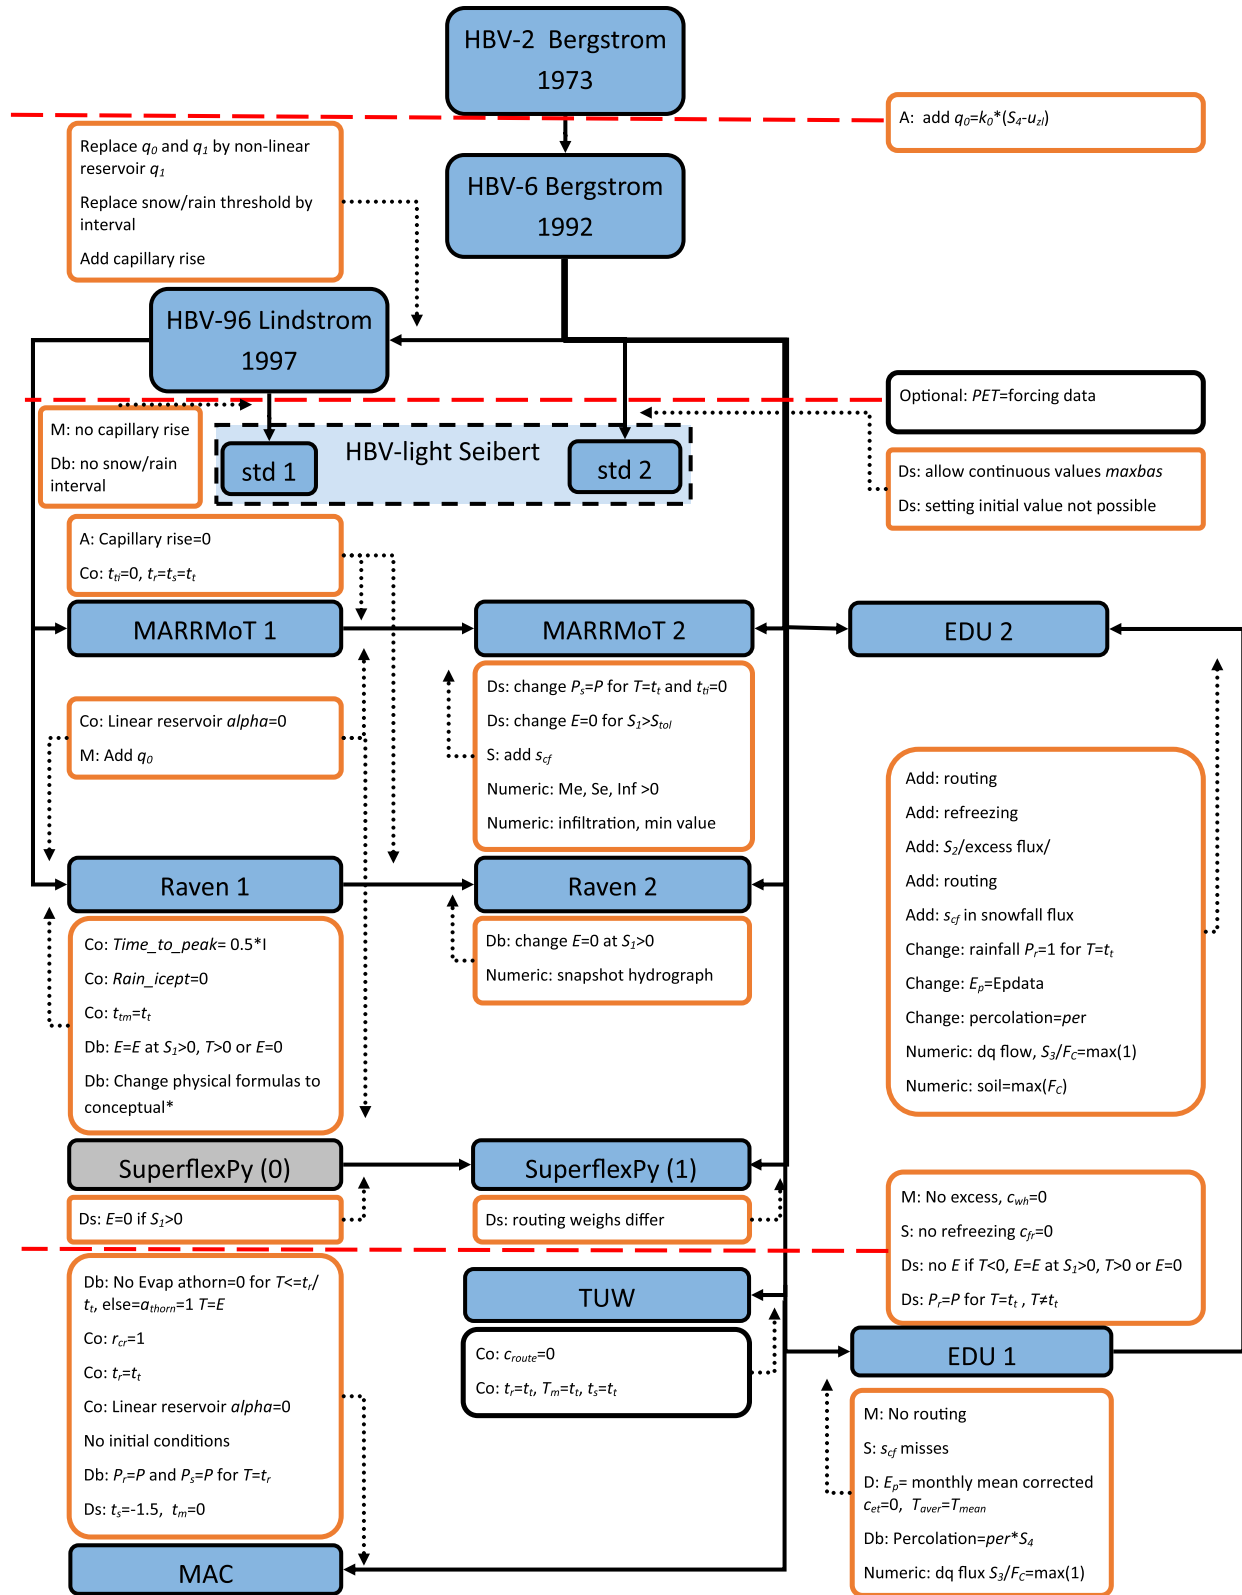 HBV-2 Bergstrom
1973
A: add q0=k0*(S4-uzl)
Replace q0 and q1 by non-linear
reservoir q1
Replace snow/rain threshold by
interval
Add capillary rise
HBV-6 Bergstrom
1992
HBV-96 Lindstrom
1997
Optional: PET=forcing data
M: no capillary rise
Db: no snow/rain
interval
HBV-light Seibert
std 1
std 2
Ds: allow continuous values maxbas
Ds: setting initial value not possible
A: Capillary rise=0
Co: tti=0, tr=ts=tt
MARRMoT 1
MARRMoT 2
EDU 2
Ds: change Ps=P for T=tt and tti=0
Ds: change E=0 for S1>Stol
S: add scf
Numeric: Me, Se, Inf >0
Numeric: infiltration, min value
Co: Linear reservoir alpha=0
M: Add q0
Add: routing
Add: refreezing
Add: S2/excess flux/
Add: routing
Add: scf in snowfall flux
Change: rainfall Pr=1 for T=tt
Change: Ep=Epdata
Change: percolation=per
Numeric: dq flow, S3/FC=max(1)
Numeric: soil=max(FC)
Raven 1
Raven 2
Co: Time_to_peak= 0.5*I
Co: Rain_icept=0
Co: ttm=tt
Db: E=E at S1>0, T>0 or E=0
Db: Change physical formulas to
conceptual*
Db: change E=0 at S1>0
Numeric: snapshot hydrograph
SuperflexPy (0)
SuperflexPy (1)
Ds: E=0 if S1>0
Ds: routing weighs differ
M: No excess, cwh=0
S: no refreezing cfr=0
Ds: no E if T<0, E=E at S1>0, T>0 or E=0
Ds: Pr=P for T=tt , T≠tt
Db: No Evap athorn=0 for T<=tr/
tt, else=athorn=1 T=E
Co: rcr=1
Co: tr=tt
Co: Linear reservoir alpha=0
No initial conditions
Db: Pr=P and Ps=P for T=tr
Ds: ts=-1.5, tm=0
TUW
Co: croute=0
Co: tr=tt, Tm=tt, ts=tt
EDU 1
M: No routing
S: scf misses
D: Ep= monthly mean corrected
cet=0, Taver=Tmean
Db: Percolation=per*S4
Numeric: dq flux S3/FC=max(1)
MAC